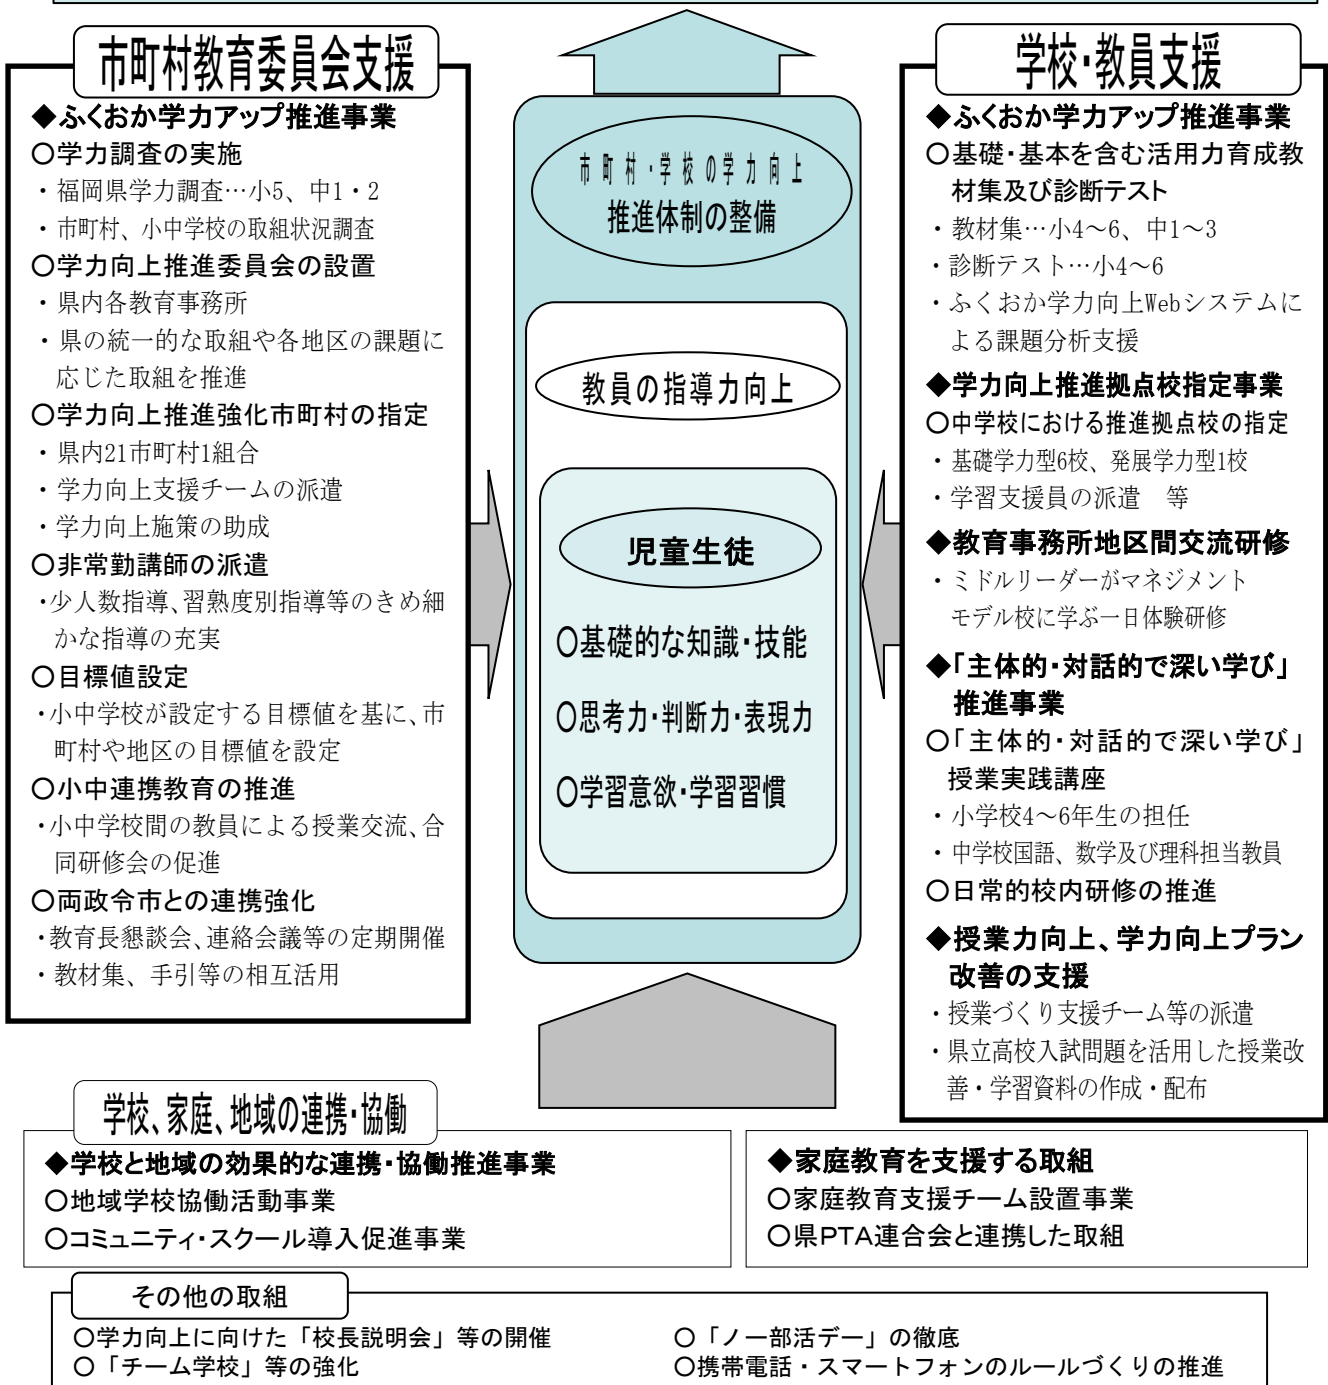 市町村教育委員会支援
◆ふくおか学力アップ推進事業
○学力調査の実施
・福岡県学力調査…小5、中1・2
・市町村、小中学校の取組状況調査
○学力向上推進委員会の設置
・県内各教育事務所
・県の統一的な取組や各地区の課題に
応じた取組を推進
○学力向上推進強化市町村の指定
・県内21市町村1組合
・学力向上支援チームの派遣
・学力向上施策の助成
○非常勤講師の派遣
・少人数指導、習熟度別指導等のきめ細
かな指導の充実
○目標値設定
・小中学校が設定する目標値を基に、市
町村や地区の目標値を設定
○小中連携教育の推進
・小中学校間の教員による授業交流、合
同研修会の促進
○両政令市との連携強化
・教育長懇談会、連絡会議等の定期開催
・教材集、手引等の相互活用
市町村・学校の学力向上
推進体制の整備
教員の指導力向上
児童生徒
○基礎的な知識・技能
○思考力・判断力・表現力
○学習意欲・学習習慣
学校・教員支援
◆ふくおか学力アップ推進事業
○基礎・基本を含む活用力育成教
材集及び診断テスト
・教材集…小4～6、中1～3
・診断テスト…小4～6
・ふくおか学力向上Webシステムに
よる課題分析支援
◆学力向上推進拠点校指定事業
○中学校における推進拠点校の指定
・基礎学力型6校、発展学力型1校
・学習支援員の派遣　等
◆教育事務所地区間交流研修
・ミドルリーダーがマネジメント
モデル校に学ぶ一日体験研修
◆「主体的・対話的で深い学び」
推進事業
○「主体的・対話的で深い学び」
授業実践講座
・小学校4～6年生の担任
・中学校国語、数学及び理科担当教員
○日常的校内研修の推進
◆授業力向上、学力向上プラン
改善の支援
・授業づくり支援チーム等の派遣
・県立高校入試問題を活用した授業改
善・学習資料の作成・配布
学校、家庭、地域の連携・協働
◆学校と地域の効果的な連携・協働推進事業
○地域学校協働活動事業
○コミュニティ・スクール導入促進事業
◆家庭教育を支援する取組
○家庭教育支援チーム設置事業
○県PTA連合会と連携した取組
その他の取組
○学力向上に向けた「校長説明会」等の開催
○「チーム学校」等の強化
○「ノー部活デー」の徹底
○携帯電話・スマートフォンのルールづくりの推進